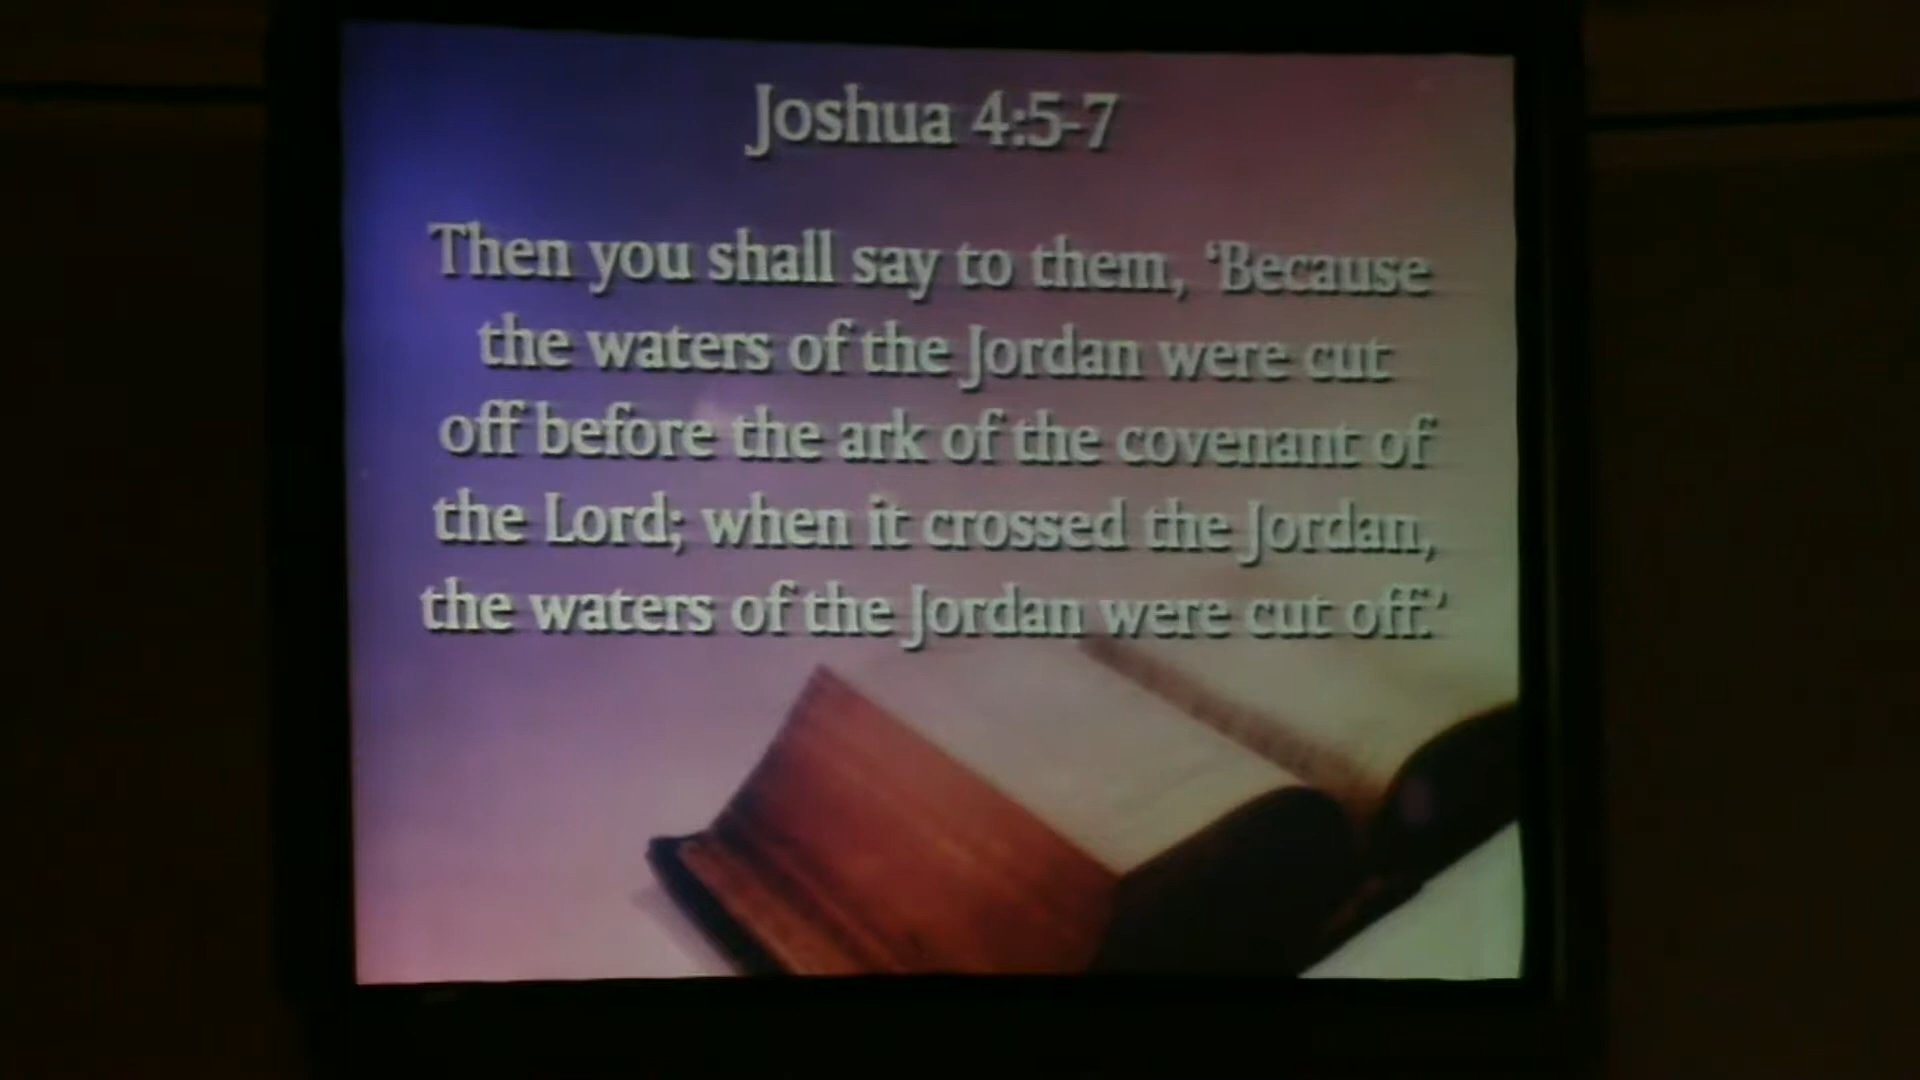 Joshua 4:5-7
Then you shall say to them, ‘Because
the waters of the Jordan were cut
off before the ark of the covenant of
the Lord; when it crossed the Jordan,
the waters of the Jordan were cut off.’